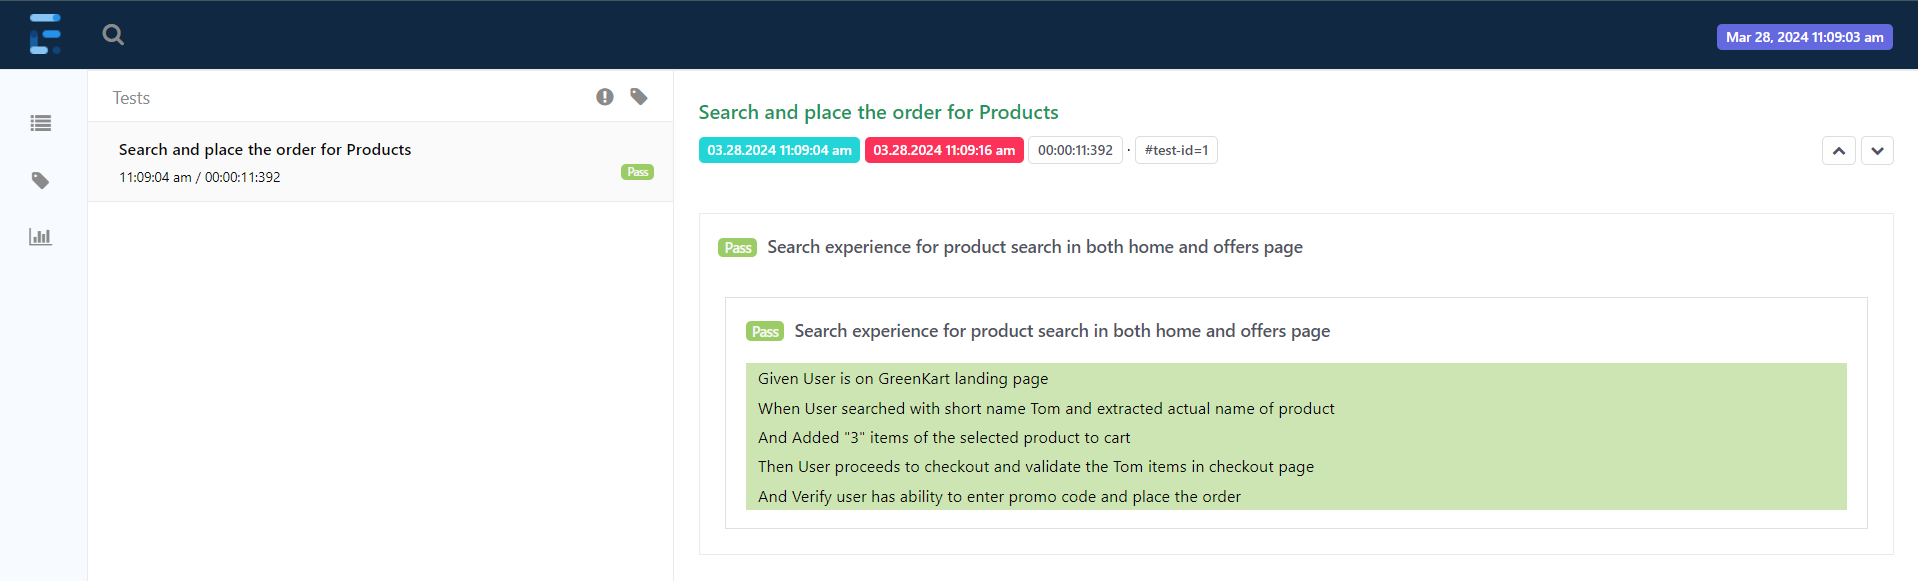 Mar 28, 2024 11:09:03 am
Tests
Search and place the order for Products
11:09:04 am / 00:00:11:392
Pass
Search and place the order for Products
03.28.2024 11:09:04 am 03.28.2024 11:09:16 am 00:00:11:392 · #test-id=1
Pass Search experience for product search in both home and offers page
Pass Search experience for product search in both home and offers page
Given User is on GreenKart landing page
When User searched with short name Tom and extracted actual name of product
And Added "3" items of the selected product to cart
Then User proceeds to checkout and validate the Tom items in checkout page
And Verify user has ability to enter promo code and place the order